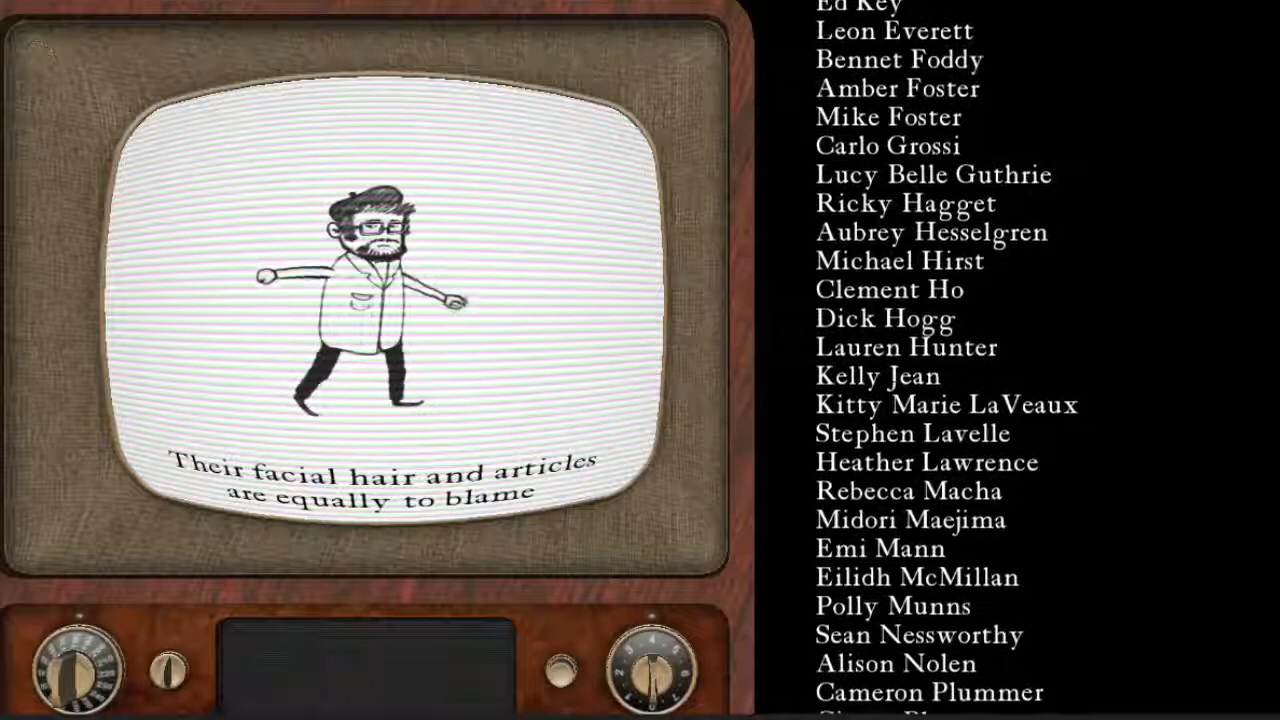 Their facial hair and articles
are equally to blame
Ed Key
Leon Everett
Bennet Foddy
Amber Foster
Mike Foster
Carlo Grossi
Lucy Belle Guthrie
Ricky Hagget
Aubrey Hesselgren
Michael Hirst
Clement Ho
Dick Hogg
Lauren Hunter
Kelly Jean
Kitty Marie LaVeaux
Stephen Lavelle
Heather Lawrence
Rebecca Macha
Midori Maejima
Emi Mann
Eilidh McMillan
Polly Munns
Sean Nessworthy
Alison Nolen
Cameron Plummer